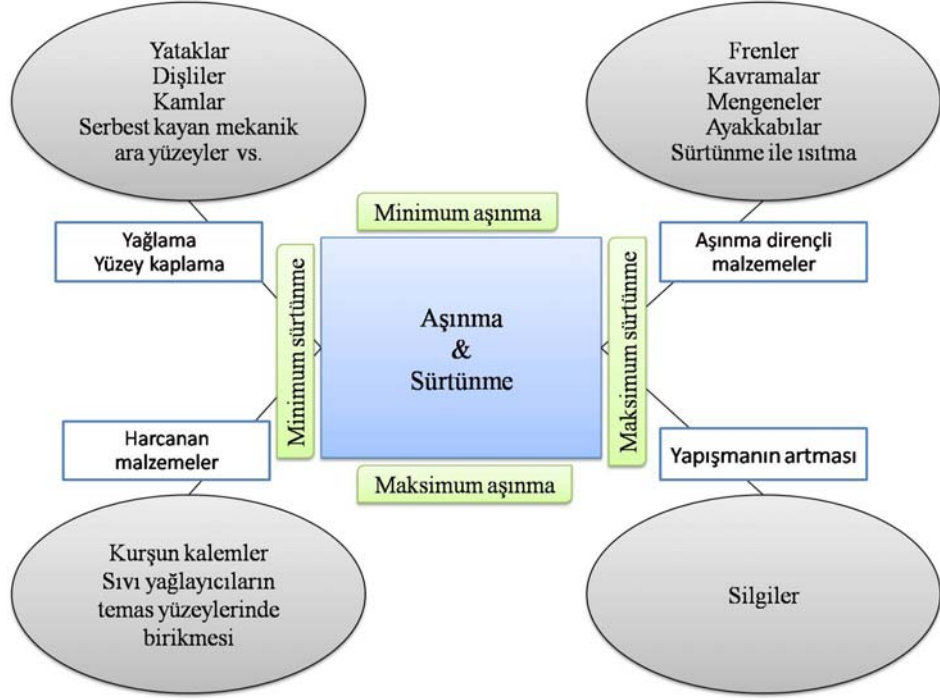 Yataklar
Dişliler
Kamlar
Serbest kayan mekanik
ara yüzeyler vs.
Frenler
Kavramalar
Mengeneler
Ayakkabılar
Sürtünme ile ısıtma
Minimum aşınma
Yağlama
Yüzey kaplama
Aşınma dirençli
malzemeler
Minimum sürtünme
Aşınma
&
Sürtünme
Maksimum sürtünme
Harcanan
malzemeler
Yapışmanın artması
Maksimum aşınma
Kurşun kalemler
Sıvı yağlayıcıların
temas yüzeylerinde
birikmesi
Silgiler